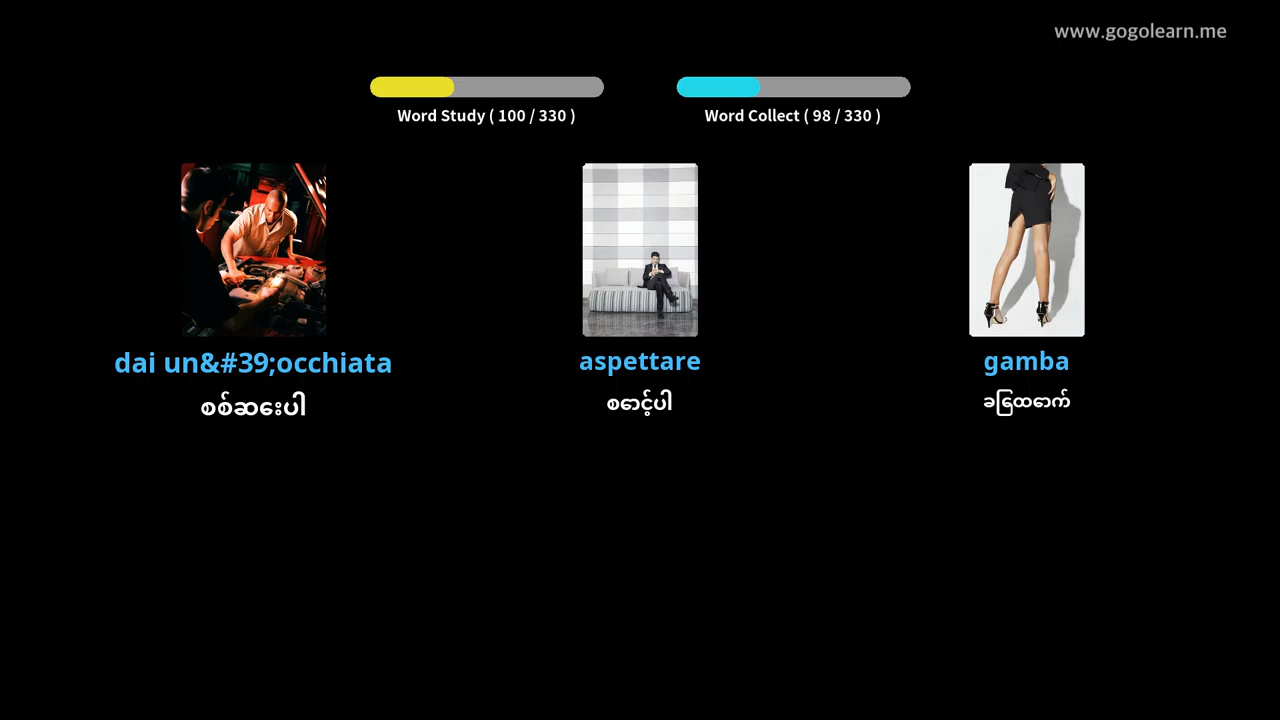 www.gogolearn.me
Word Study ( 100 / 330 )
Word Collect ( 98 / 330 )
dai un&#39;occhiata
aspettare
gamba
စစ်ဆေးပါ
စောင့်ပါ
ခြေထောက်